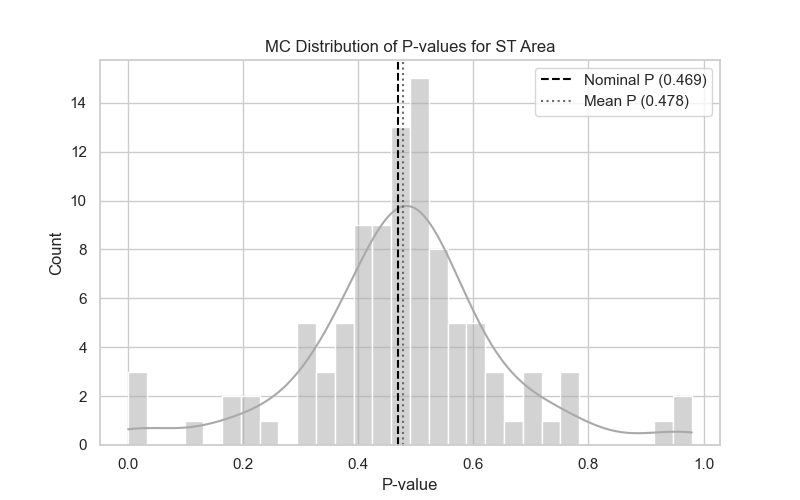 MC Distribution of P-values for ST Area
Nominal P (0.469)
Mean P (0.478)
Count
14
12
10
8
6
4
2
0
0.0 0.2 0.4 0.6 0.8 1.0
P-value